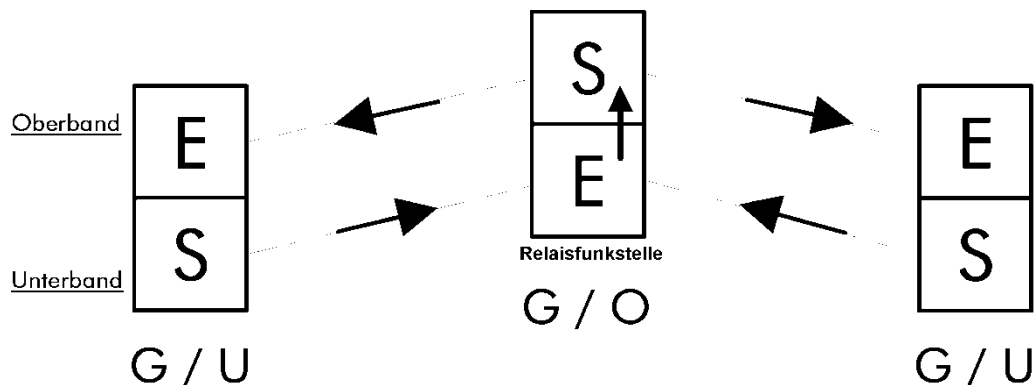 S
Oberband
E
E
E
S
Relaisfunkstelle
S
Unterband
G / O
G / U
G / U